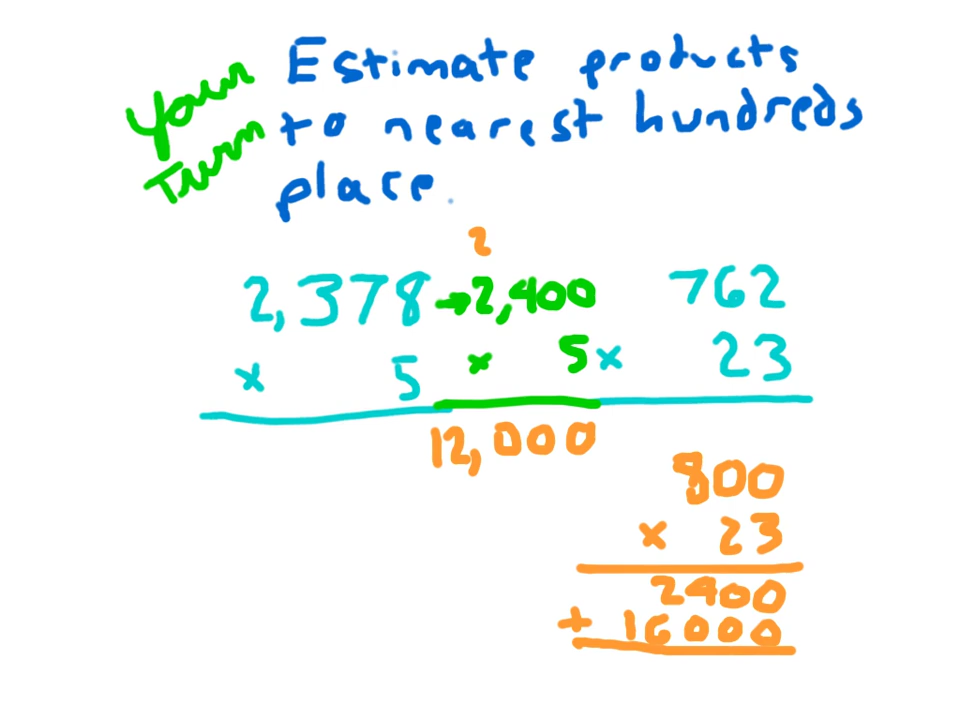 Your Turn
Estimate products
to nearest hundreds
place.
2
2,378 → 2,400 762
x 5 x 5 x 23
12,000
800
x 23
2400
+ 16000